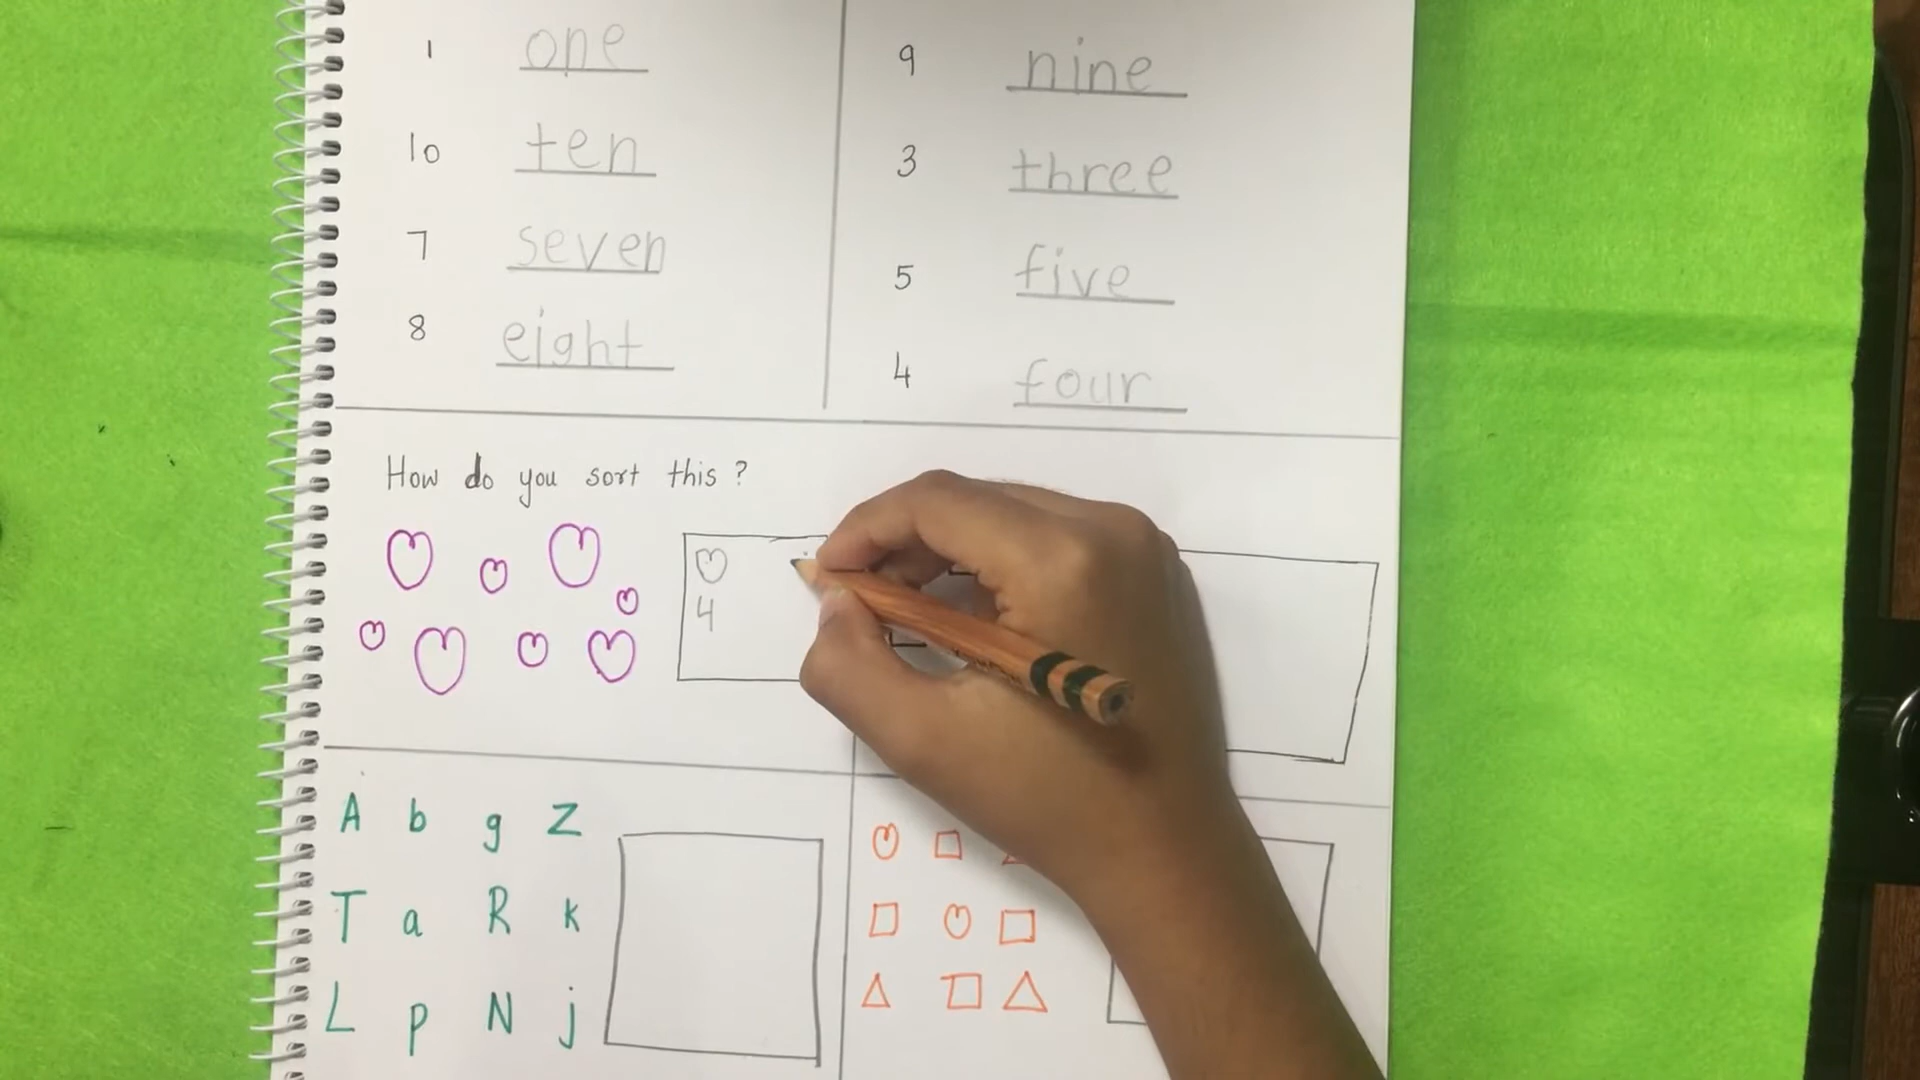 1 one
10 ten
7 seven
8 eight
9 nine
3 three
5 five
4 four
How do you sort this ?
4
A b g Z
T a R k
L p N j